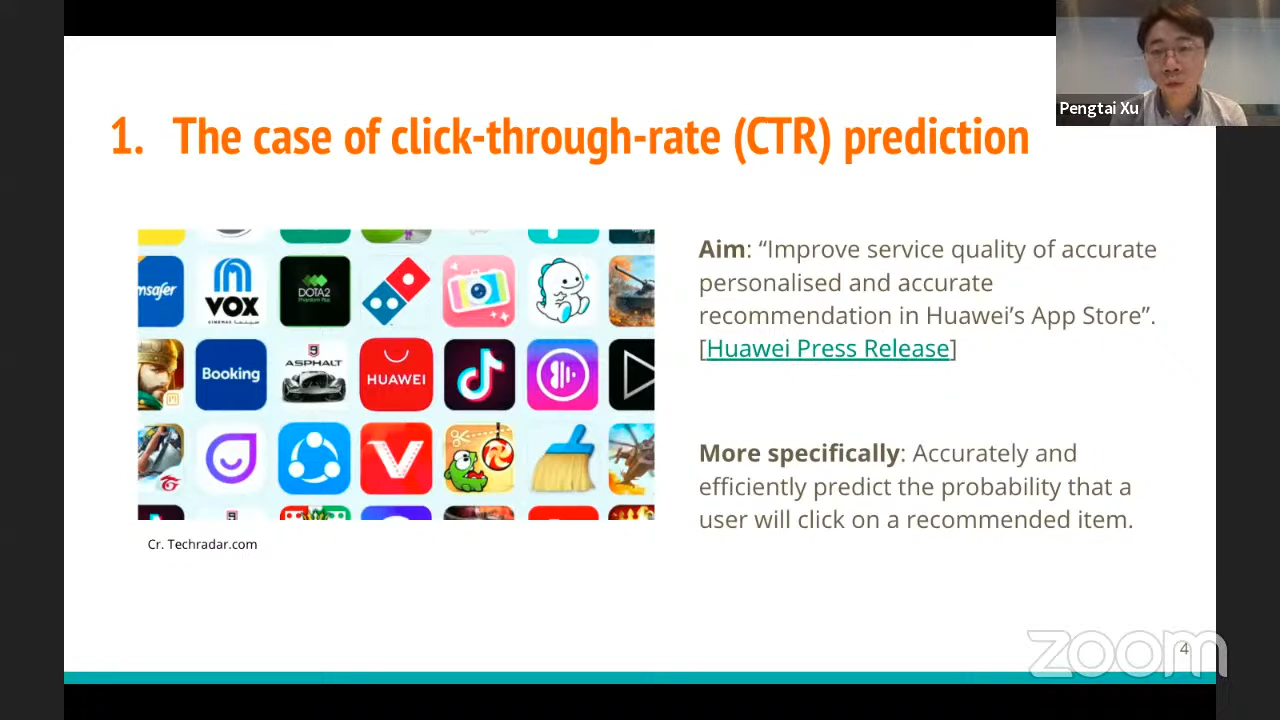 Pengtai Xu
1. The case of click-through-rate (CTR) prediction
Aim: “Improve service quality of accurate
personalised and accurate
recommendation in Huawei’s App Store”.
[Huawei Press Release]
More specifically: Accurately and
efficiently predict the probability that a
user will click on a recommended item.
msafer
VOX
CINEMAS
DOTA2
Booking
9
ASPHALT
HUAWEI
Cr. Techradar.com
4
zoom